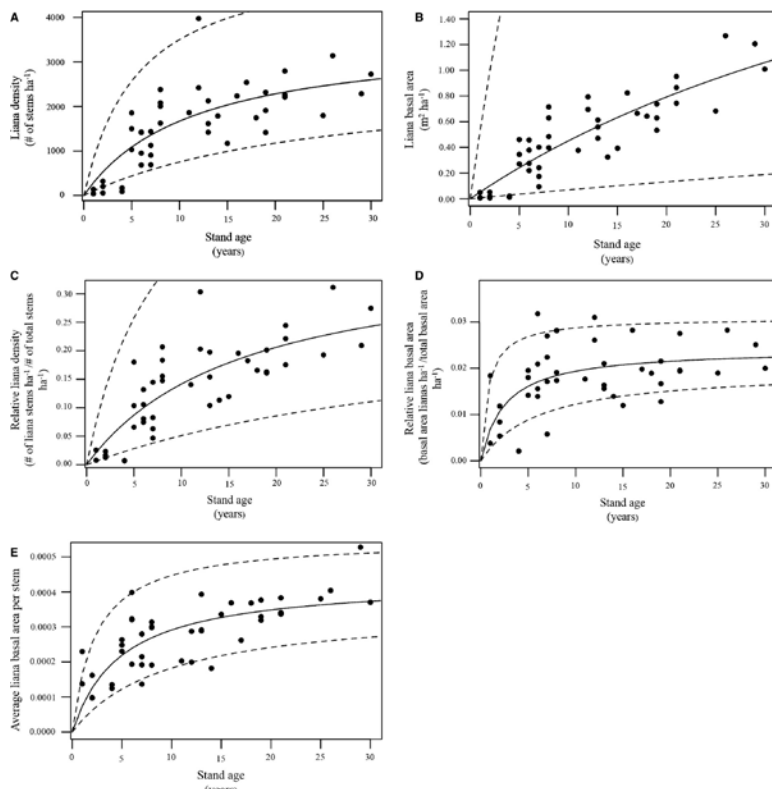 A
4000
3000
2000
1000
0
Liana density
(# of stems ha-1)
0 5 10 15 20 25 30
Stand age
(years)
B
1.40
1.20
1.00
0.80
0.60
0.40
0.20
0.00
Liana basal area
(m² ha-1)
0 5 10 15 20 25 30
Stand age
(years)
C
0.30
0.25
0.20
0.15
0.10
0.05
0.00
Relative liana density
(# of liana stems ha-1/# of total stems
ha-1)
0 5 10 15 20 25 30
Stand age
(years)
D
0.03
0.02
0.01
0.00
Relative liana basal area
(basal area lianas ha-1/total basal area
ha-1)
0 5 10 15 20 25 30
Stand age
(years)
E
0.0005
0.0004
0.0003
0.0002
0.0001
0.0000
Average liana basal area per stem
0 5 10 15 20 25 30
Stand age
(years)